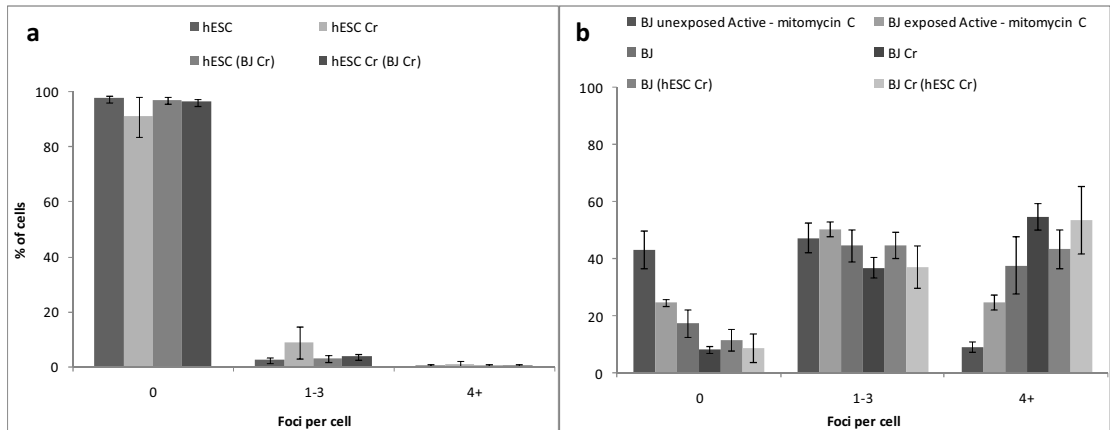 a
hESC
hESC Cr
hESC (BJ Cr)
hESC Cr (BJ Cr)
100
80
60
40
20
0
% of cells
0
1-3
4+
Foci per cell
b
BJ unexposed Active - mitomycin C
BJ exposed Active - mitomycin C
BJ
BJ Cr
BJ (hESC Cr)
BJ Cr (hESC Cr)
100
80
60
40
20
0
0
1-3
4+
Foci per cell